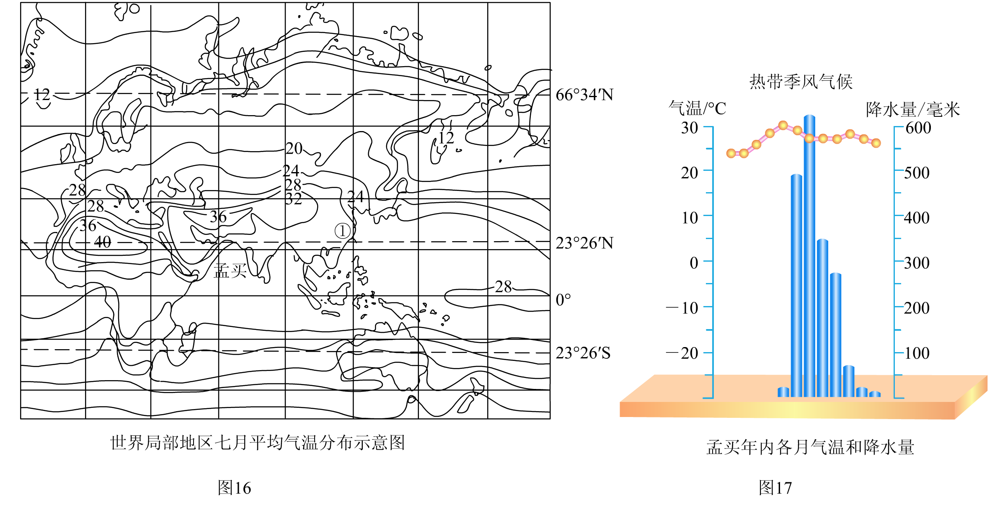 12
66°34′N
12
20
24
28
32
28
24
28
36
36
①
40
23°26′N
孟买
28
0°
23°26′S
世界局部地区七月平均气温分布示意图
图16
热带季风气候
气温/°C
降水量/毫米
30
600
20
500
10
400
0
300
－10
200
－20
100
孟买年内各月气温和降水量
图17